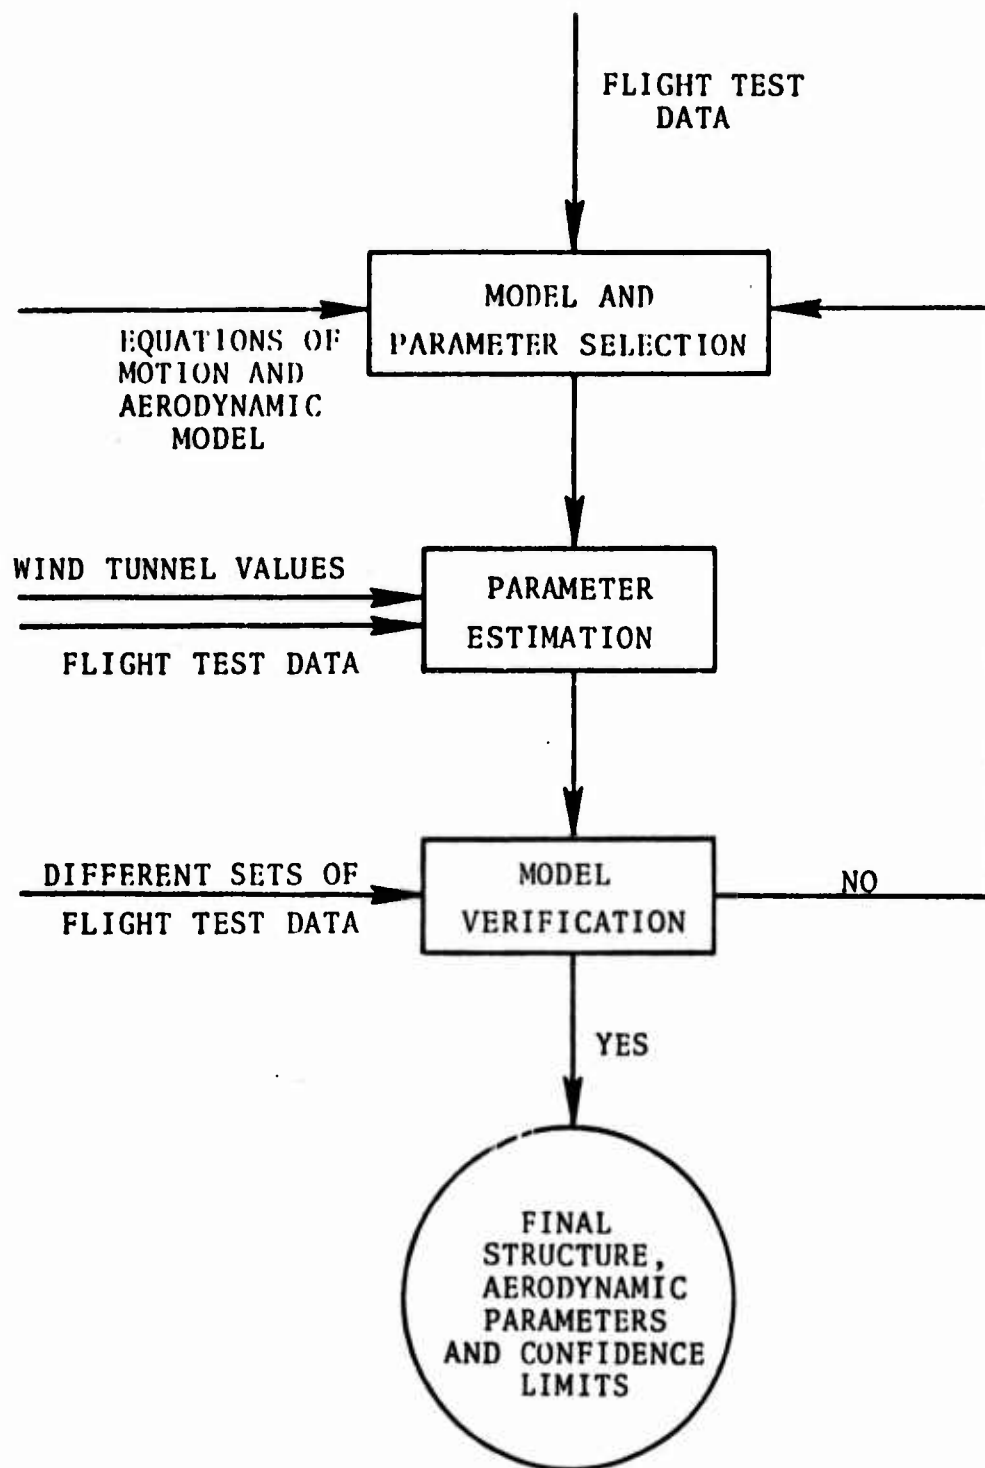 FLIGHT TEST
DATA
MODEL AND
PARAMETER SELECTION
EQUATIONS OF
MOTION AND
AERODYNAMIC
MODEL
WIND TUNNEL VALUES
FLIGHT TEST DATA
PARAMETER
ESTIMATION
DIFFERENT SETS OF
FLIGHT TEST DATA
MODEL
VERIFICATION
NO
YES
FINAL
STRUCTURE,
AERODYNAMIC
PARAMETERS
AND CONFIDENCE
LIMITS